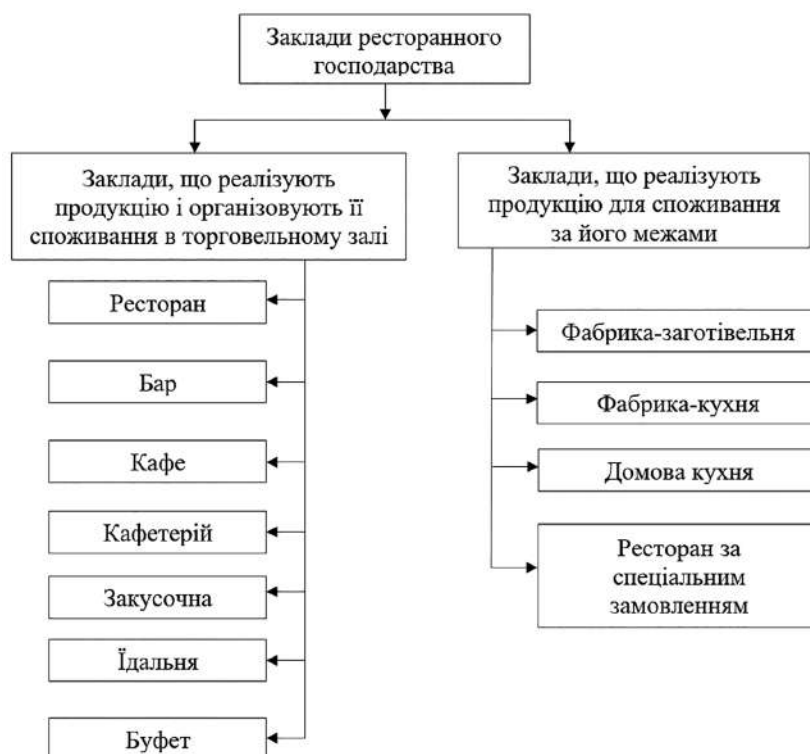 Заклади ресторанного
господарства
Заклади, що реалізують
продукцію і організовують її
споживання в торговельному залі
Ресторан
Бар
Кафе
Кафетерій
Закусочна
Їдальня
Буфет
Заклади, що реалізують
продукцію для споживання
за його межами
Фабрика-заготівельня
Фабрика-кухня
Домова кухня
Ресторан за
спеціальним
замовленням